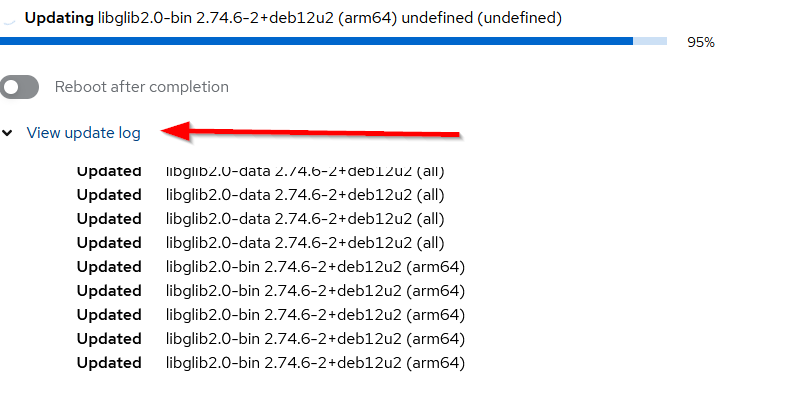 Updating libglib2.0-bin 2.74.6-2+deb12u2 (arm64) undefined (undefined)
95%
Reboot after completion
View update log
Updated libglib2.0-data 2.74.6-2+deb12u2 (all)
Updated libglib2.0-data 2.74.6-2+deb12u2 (all)
Updated libglib2.0-data 2.74.6-2+deb12u2 (all)
Updated libglib2.0-data 2.74.6-2+deb12u2 (all)
Updated libglib2.0-bin 2.74.6-2+deb12u2 (arm64)
Updated libglib2.0-bin 2.74.6-2+deb12u2 (arm64)
Updated libglib2.0-bin 2.74.6-2+deb12u2 (arm64)
Updated libglib2.0-bin 2.74.6-2+deb12u2 (arm64)
Updated libglib2.0-bin 2.74.6-2+deb12u2 (arm64)